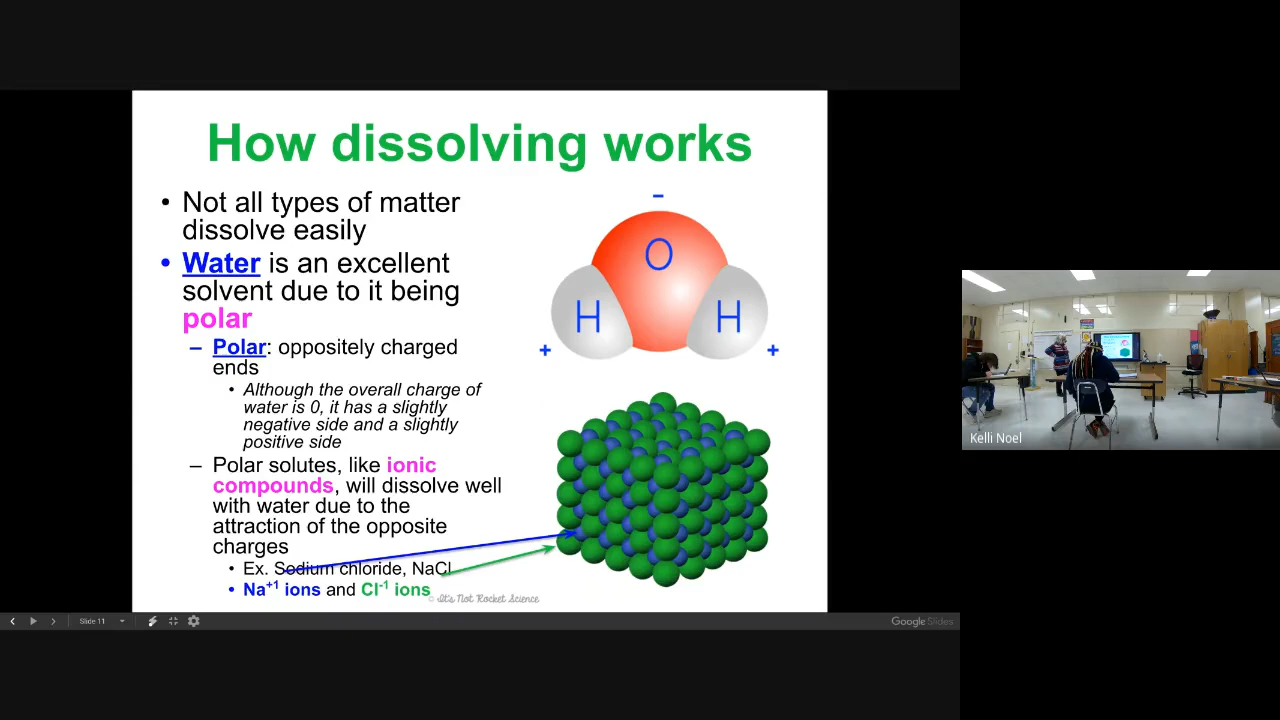 How dissolving works
• Not all types of matter
dissolve easily
• Water is an excellent
solvent due to it being
polar
– Polar: oppositely charged
ends
• Although the overall charge of
water is 0, it has a slightly
negative side and a slightly
positive side
– Polar solutes, like ionic
compounds, will dissolve well
with water due to the
attraction of the opposite
charges
• Ex. Sodium chloride, NaCl
• Na⁺¹ ions and Cl⁻¹ ions
© It's Not Rocket Science
–
O
H H
+ +
Kelli Noel
Slide 11
Google Slides